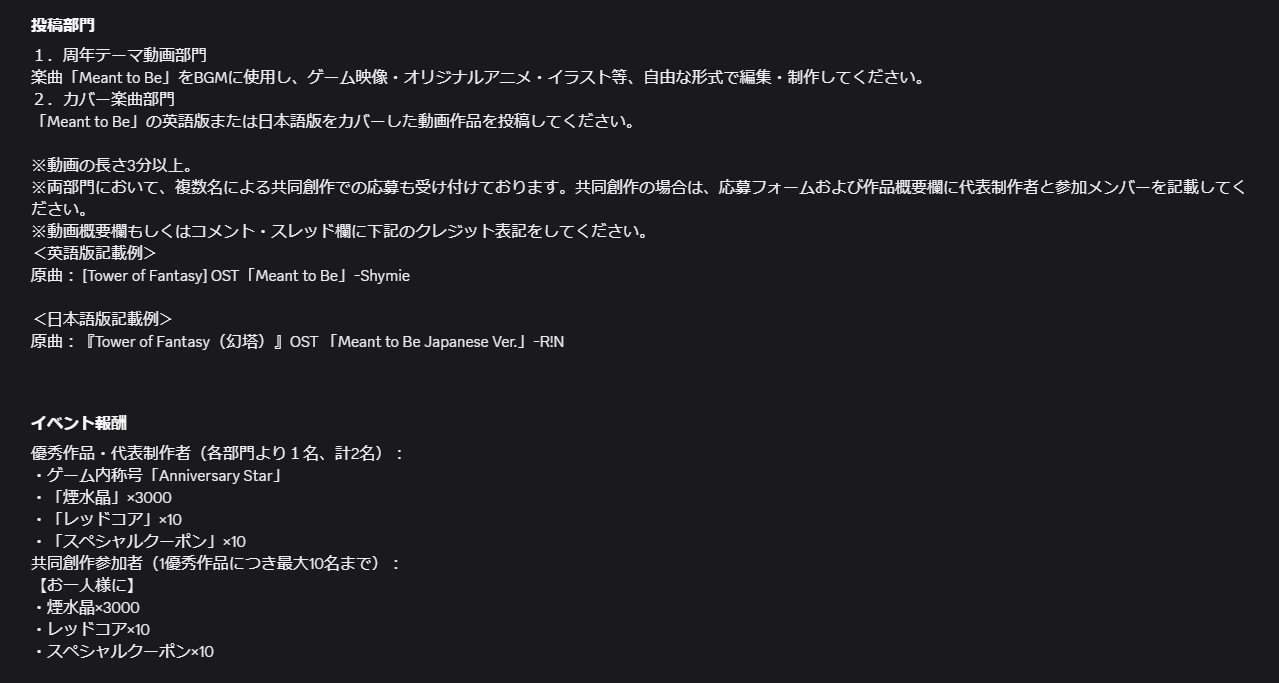 投稿部門
１．周年テーマ動画部門
楽曲「Meant to Be」をBGMに使用し、ゲーム映像・オリジナルアニメ・イラスト等、自由な形式で編集・制作してください。
２．カバー楽曲部門
「Meant to Be」の英語版または日本語版をカバーした動画作品を投稿してください。
※動画の長さ3分以上。
※両部門において、複数名による共同創作での応募も受け付けております。共同創作の場合は、応募フォームおよび作品概要欄に代表制作者と参加メンバーを記載してく
ださい。
※動画概要欄もしくはコメント・スレッド欄に下記のクレジット表記をしてください。
＜英語版記載例＞
原曲： [Tower of Fantasy] OST「Meant to Be」-Shymie
＜日本語版記載例＞
原曲：『Tower of Fantasy（幻塔）』OST 「Meant to Be Japanese Ver.」-R!N
イベント報酬
優秀作品・代表制作者（各部門より１名、計2名）：
・ゲーム内称号「Anniversary Star」
・「煙水晶」×3000
・「レッドコア」×10
・「スペシャルクーポン」×10
共同創作参加者（1優秀作品につき最大10名まで）：
【お一人様に】
・煙水晶×3000
・レッドコア×10
・スペシャルクーポン×10